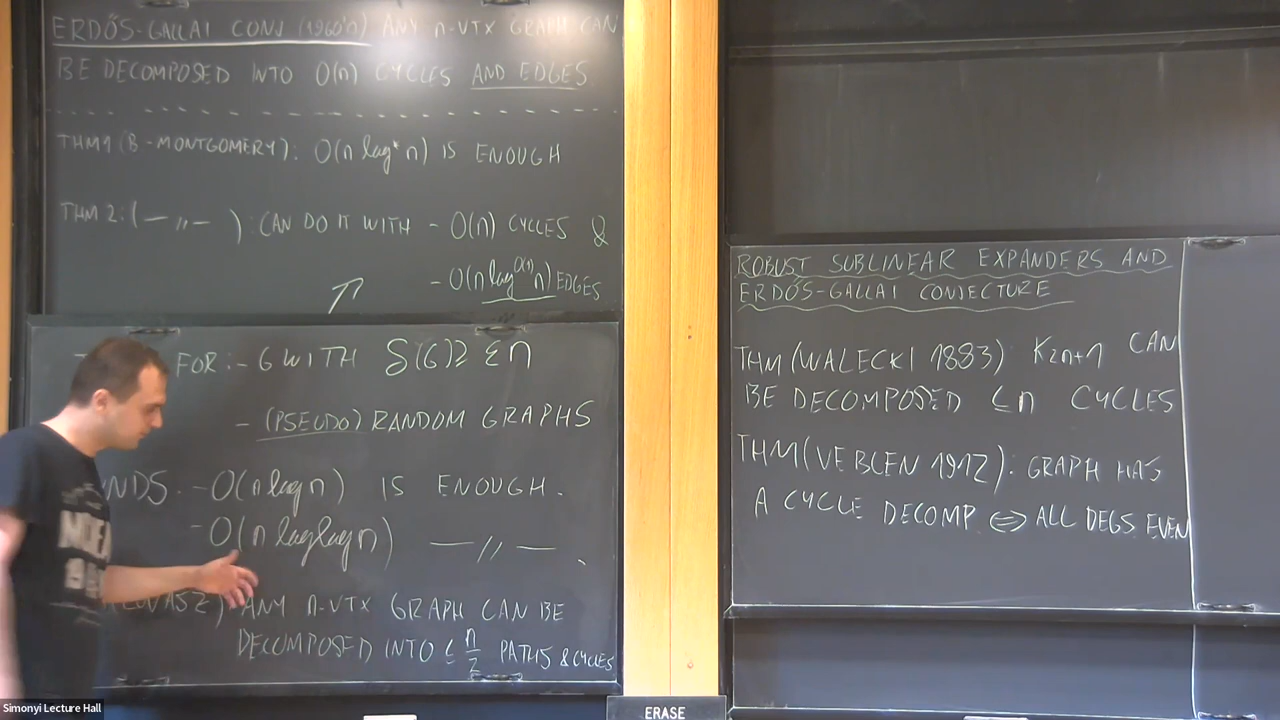 ERDŐS-GALLAI CONJ (1960'n) ANY n-VTX GRAPH CAN
BE DECOMPOSED INTO O(n) CYCLES AND EDGES
THM1 (B-MONTGOMERY): O(n log* n) IS ENOUGH
THM 2: (—〃—): CAN DO IT WITH - O(n) CYCLES &
- O(n log^{O(1)} n) EDGES
FOR: - G WITH δ(G) ≥ εn
- (PSEUDO) RANDOM GRAPHS
NDS. - O(n log n) IS ENOUGH.
- O(n log log n) —〃— .
LOVÁSZ) ANY n-VTX GRAPH CAN BE
DECOMPOSED INTO ≤ n/2 PATHS & CYCLES
ROBUST SUBLINEAR EXPANDERS AND
ERDŐS-GALLAI CONJECTURE
THM (WALECKI 1883) K2n+1 CAN
BE DECOMPOSED ≤n CYCLES
THM (VEBLEN 1912): GRAPH HAS
A CYCLE DECOMP ⇔ ALL DEGS EVEN
Simonyi Lecture Hall
ERASE